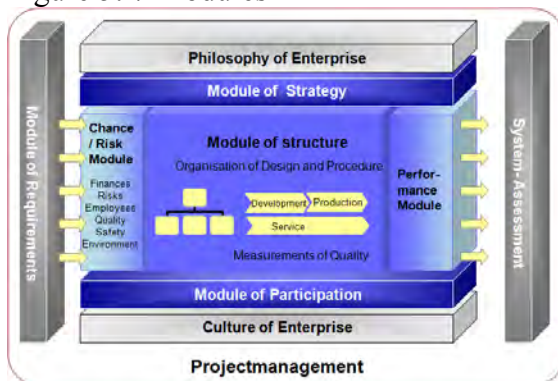 Philosophy of Enterprise
Module of Strategy
Module of Requirements
Chance
/ Risk
Module
Finances
Risks
Employees
Quality
Safety
Environment
Module of structure
Organisation of Design and Procedure
Development
Production
Service
Measurements of Quality
Perfor-
mance
Module
System-Assessment
Module of Participation
Culture of Enterprise
Projectmanagement